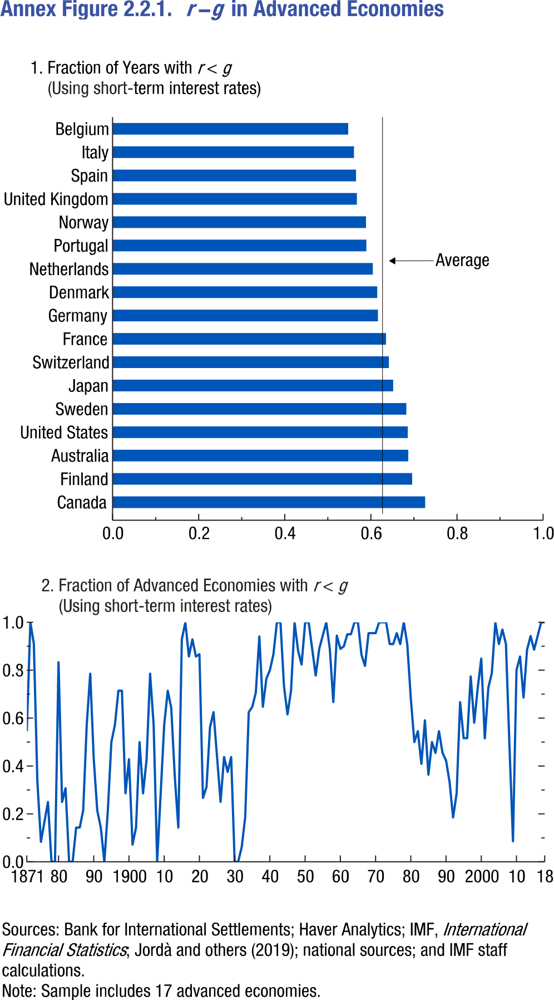 Annex Figure 2.2.1. r – g in Advanced Economies
1. Fraction of Years with r < g
(Using short-term interest rates)
Belgium
Italy
Spain
United Kingdom
Norway
Portugal
Average
Netherlands
Denmark
Germany
France
Switzerland
Japan
Sweden
United States
Australia
Finland
Canada
0.0 0.2 0.4 0.6 0.8 1.0
2. Fraction of Advanced Economies with r < g
(Using short-term interest rates)
1.0
0.8
0.6
0.4
0.2
0.0
1871 80 90 1900 10 20 30 40 50 60 70 80 90 2000 10 18
Sources: Bank for International Settlements; Haver Analytics; IMF, International
Financial Statistics; Jordà and others (2019); national sources; and IMF staff
calculations.
Note: Sample includes 17 advanced economies.